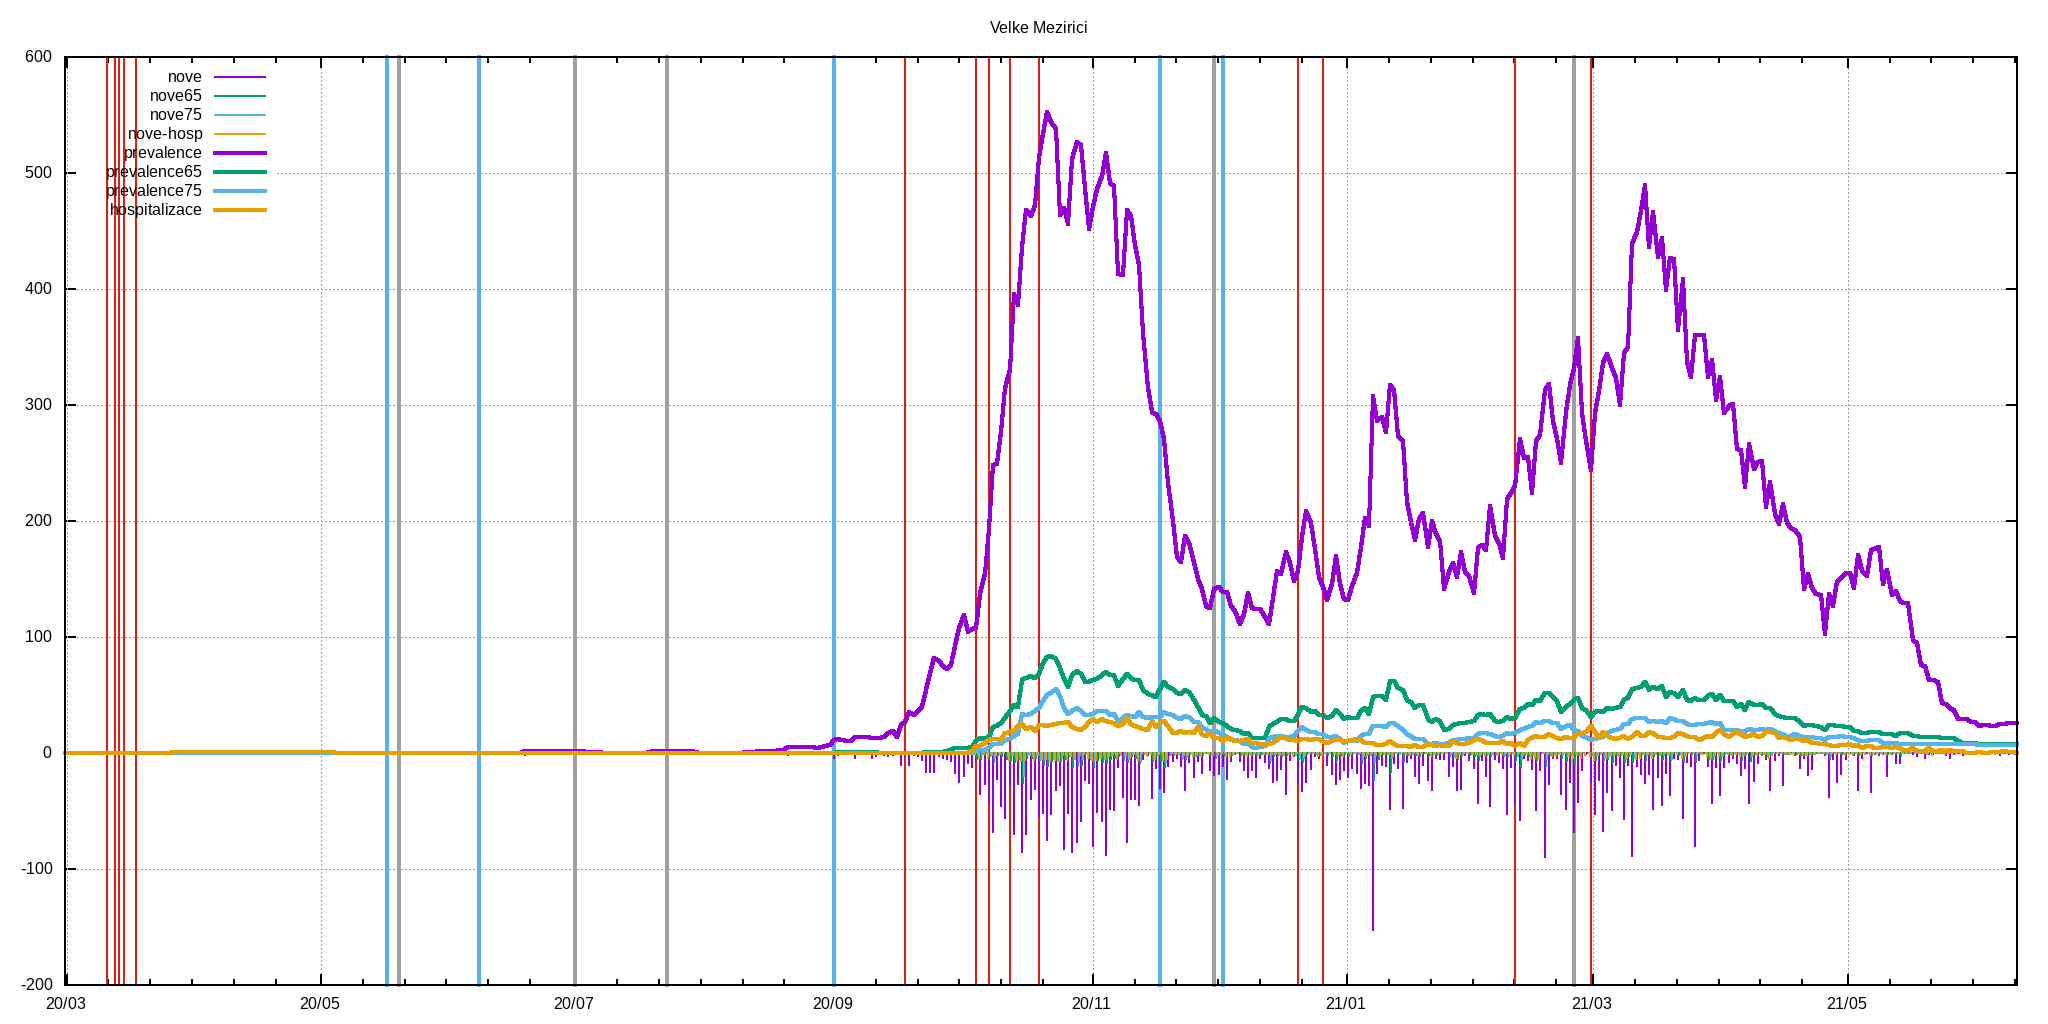 Velke Mezirici
600
500
400
300
200
100
0
-100
-200
nove
nove65
nove75
nove-hosp
prevalence
prevalence65
prevalence75
hospitalizace
20/03 20/05 20/07 20/09 20/11 21/01 21/03 21/05